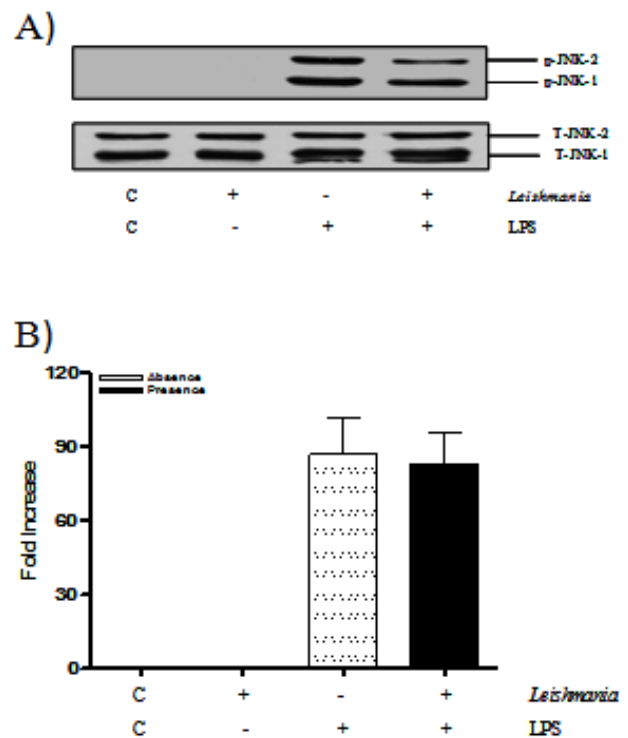 A)
p-JNK-2
p-JNK-1
T-JNK-2
T-JNK-1
C + - + Leishmania
C - + + LPS
B)
120
Absence
Presence
90
60
30
0
Fold Increase
C + - + Leishmania
C - + + LPS